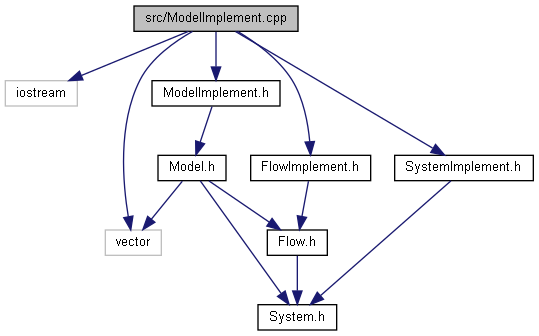 src/ModelImplement.cpp
iostream
ModelImplement.h
Model.h
FlowImplement.h
SystemImplement.h
vector
Flow.h
System.h